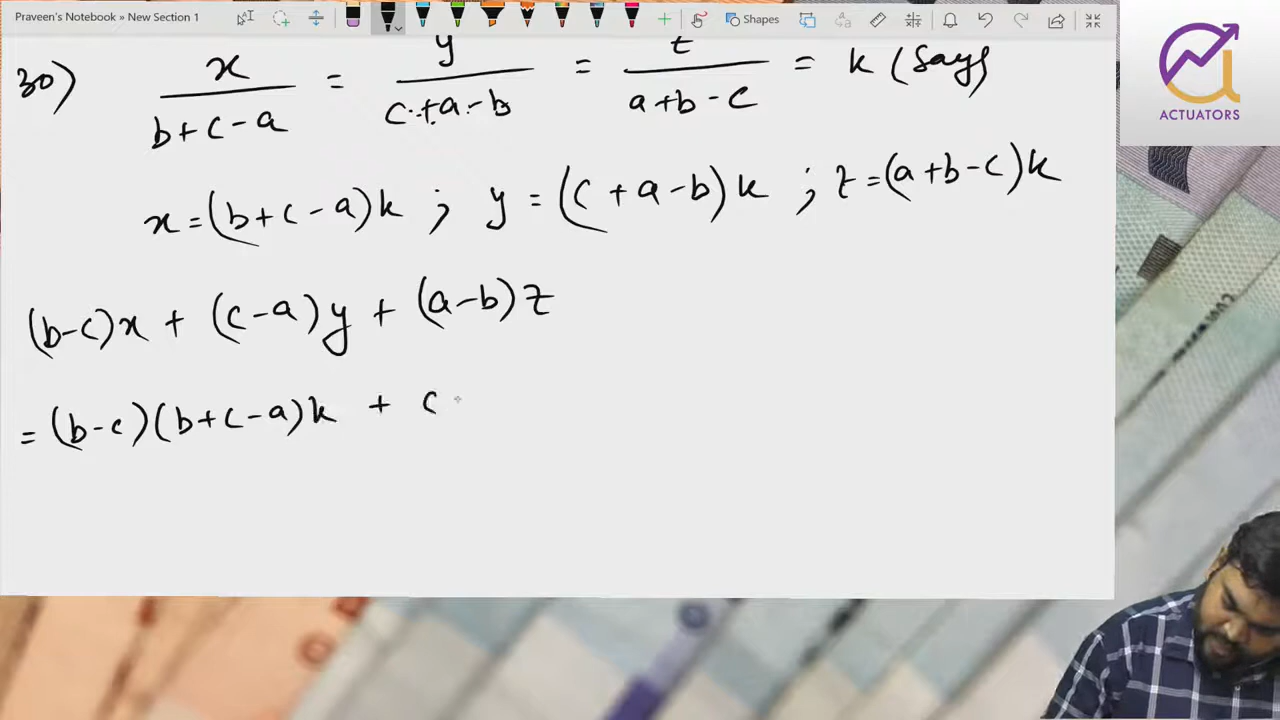 Praveen's Notebook » New Section 1
Shapes
ACTUATORS
30) x/(b+c-a) = y/(c+a-b) = z/(a+b-c) = k (Say)
x=(b+c-a)k ; y = (c+a-b)k ; z=(a+b-c)k
(b-c)x + (c-a)y + (a-b)z
= (b-c)(b+c-a)k + c